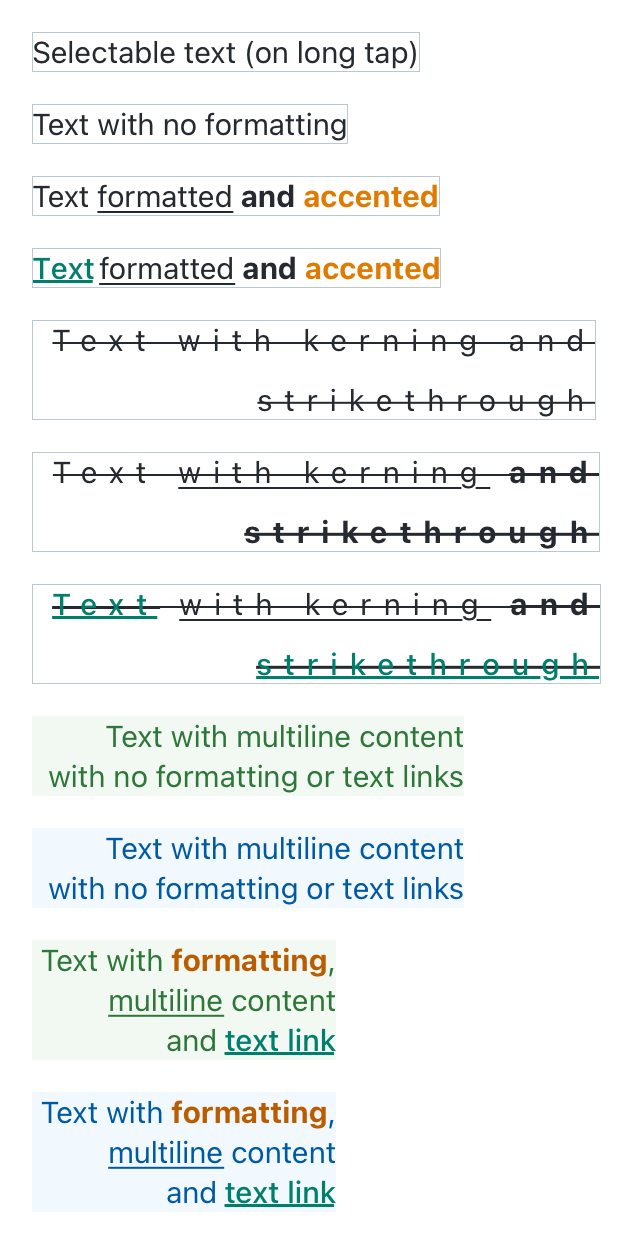 Selectable text (on long tap)
Text with no formatting
Text formatted and accented
Text formatted and accented
Text with kerning and
strikethrough
Text with kerning and
strikethrough
Text with kerning and
strikethrough
Text with multiline content
with no formatting or text links
Text with multiline content
with no formatting or text links
Text with formatting,
multiline content
and text link
Text with formatting,
multiline content
and text link